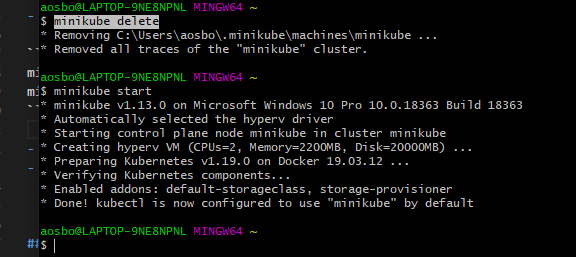 aosbo@LAPTOP-9NE8NPNL MINGW64 ~
$ minikube delete
* Removing C:\Users\aosbo\.minikube\machines\minikube ...
* Removed all traces of the "minikube" cluster.
aosbo@LAPTOP-9NE8NPNL MINGW64 ~
$ minikube start
* minikube v1.13.0 on Microsoft Windows 10 Pro 10.0.18363 Build 18363
* Automatically selected the hyperv driver
* Starting control plane node minikube in cluster minikube
* Creating hyperv VM (CPUs=2, Memory=2200MB, Disk=20000MB) ...
* Preparing Kubernetes v1.19.0 on Docker 19.03.12 ...
* Verifying Kubernetes components...
* Enabled addons: default-storageclass, storage-provisioner
* Done! kubectl is now configured to use "minikube" by default
aosbo@LAPTOP-9NE8NPNL MINGW64 ~
## $